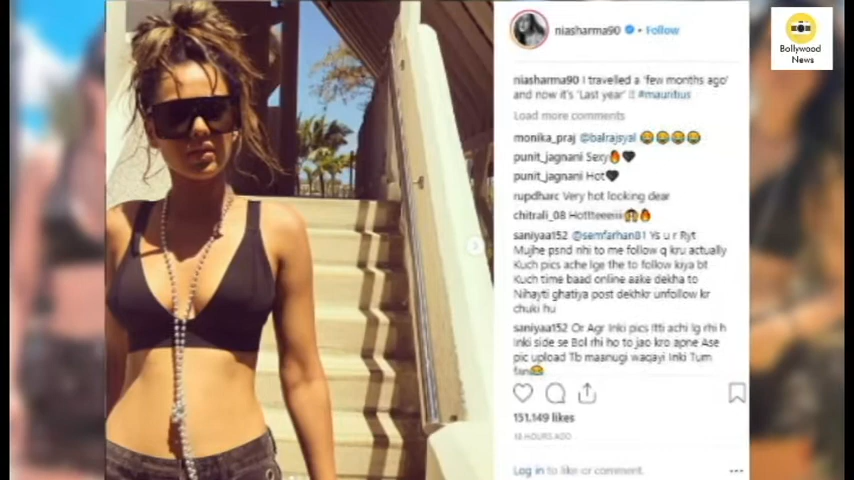 niasharma90 • Follow
Bollywood
News
niasharma90 I travelled a 'few months ago'
and now it's 'Last year' !! #mauritius
Load more comments
monika_praj @balrajsyal 😂😂😂😂
punit_jagnani Sexy🔥🖤
punit_jagnani Hot🖤
rupdharc Very hot looking dear
chitrali_08 Hottteeeiiii🙈🔥
saniyaa152 @semfarhan81 Ys u r Ryt
Mujhe psnd nhi to me follow q kru actually
Kuch pics ache lge the to follow kiya bt
Kuch time baad online aake dekha to
Nihayti ghatiya post dekhkr unfollow kr
chuki hu
saniyaa152 Or Agr Inki pics Itti achi lg rhi h
Inki side se Bol rhi ho to jao kro apne Ase
pic upload Tb maanugi waqayi Inki Tum
fan😂
151,149 likes
18 HOURS AGO
Log in to like or comment.